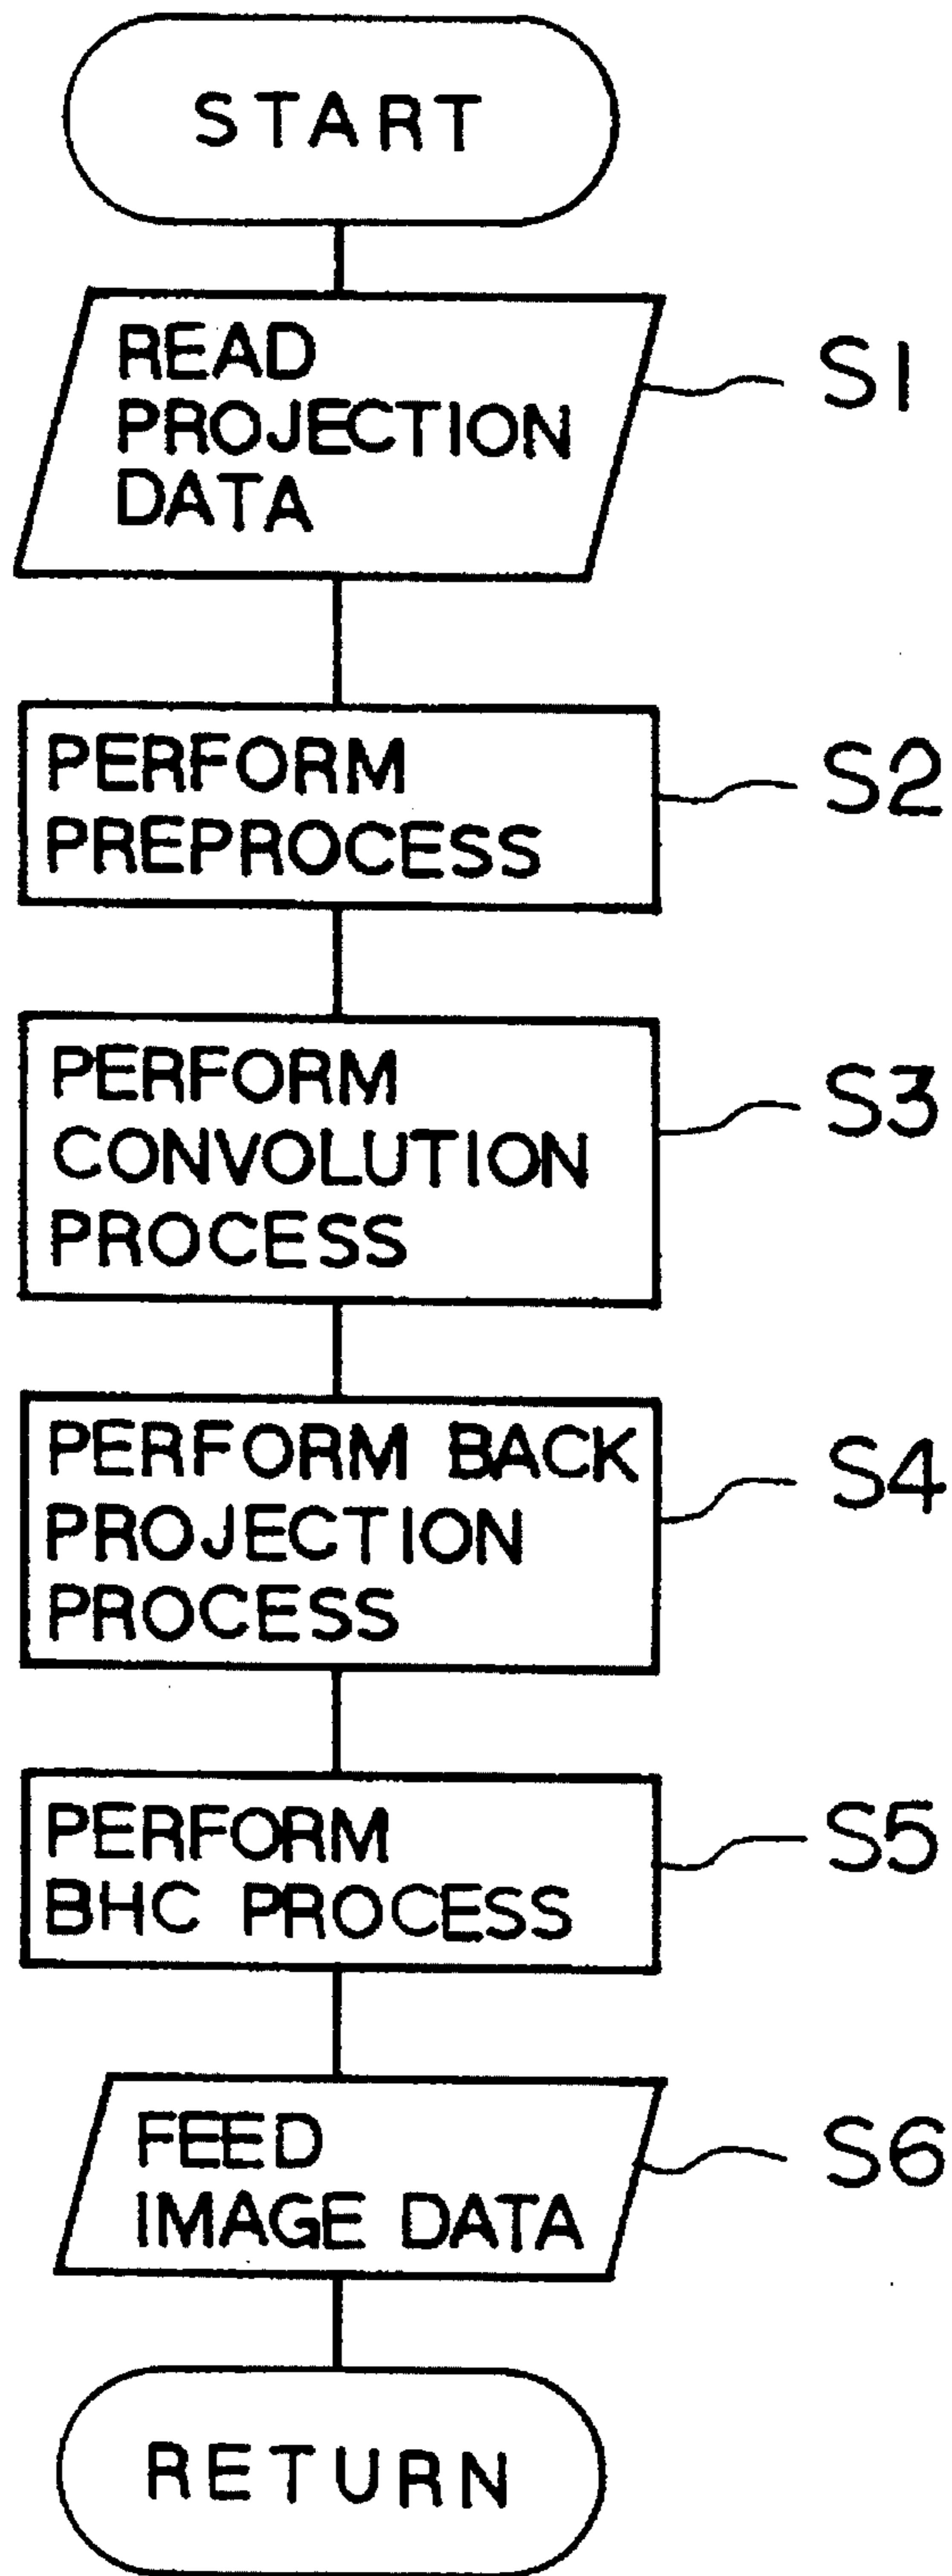 START
READ
PROJECTION
DATA
S1
PERFORM
PREPROCESS
S2
PERFORM
CONVOLUTION
PROCESS
S3
PERFORM BACK
PROJECTION
PROCESS
S4
PERFORM
BHC PROCESS
S5
FEED
IMAGE DATA
S6
RETURN